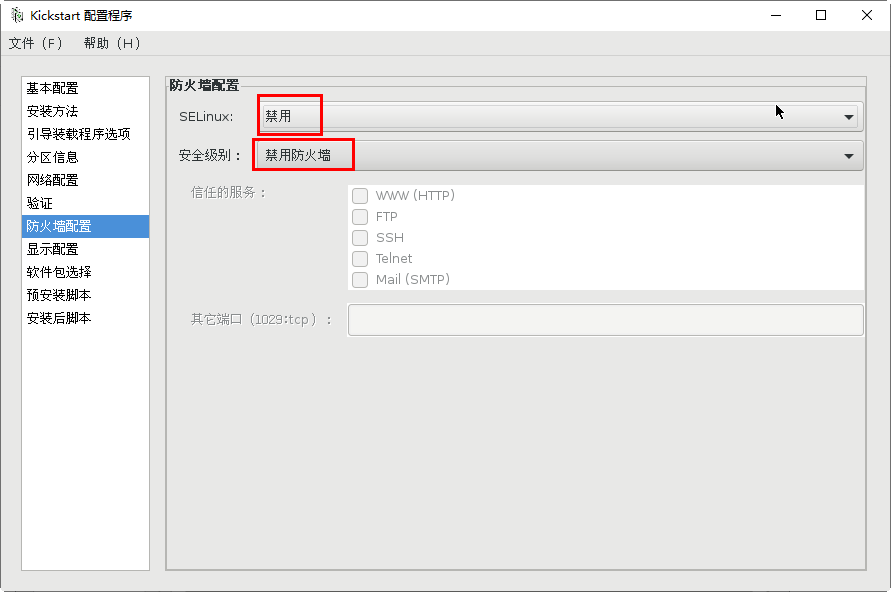 Kickstart 配置程序
文件（F） 帮助（H）
基本配置
安装方法
引导装载程序选项
分区信息
网络配置
验证
防火墙配置
显示配置
软件包选择
预安装脚本
安装后脚本
防火墙配置
SELinux: 禁用
安全级别： 禁用防火墙
信任的服务：
WWW (HTTP)
FTP
SSH
Telnet
Mail (SMTP)
其它端口（1029:tcp）：